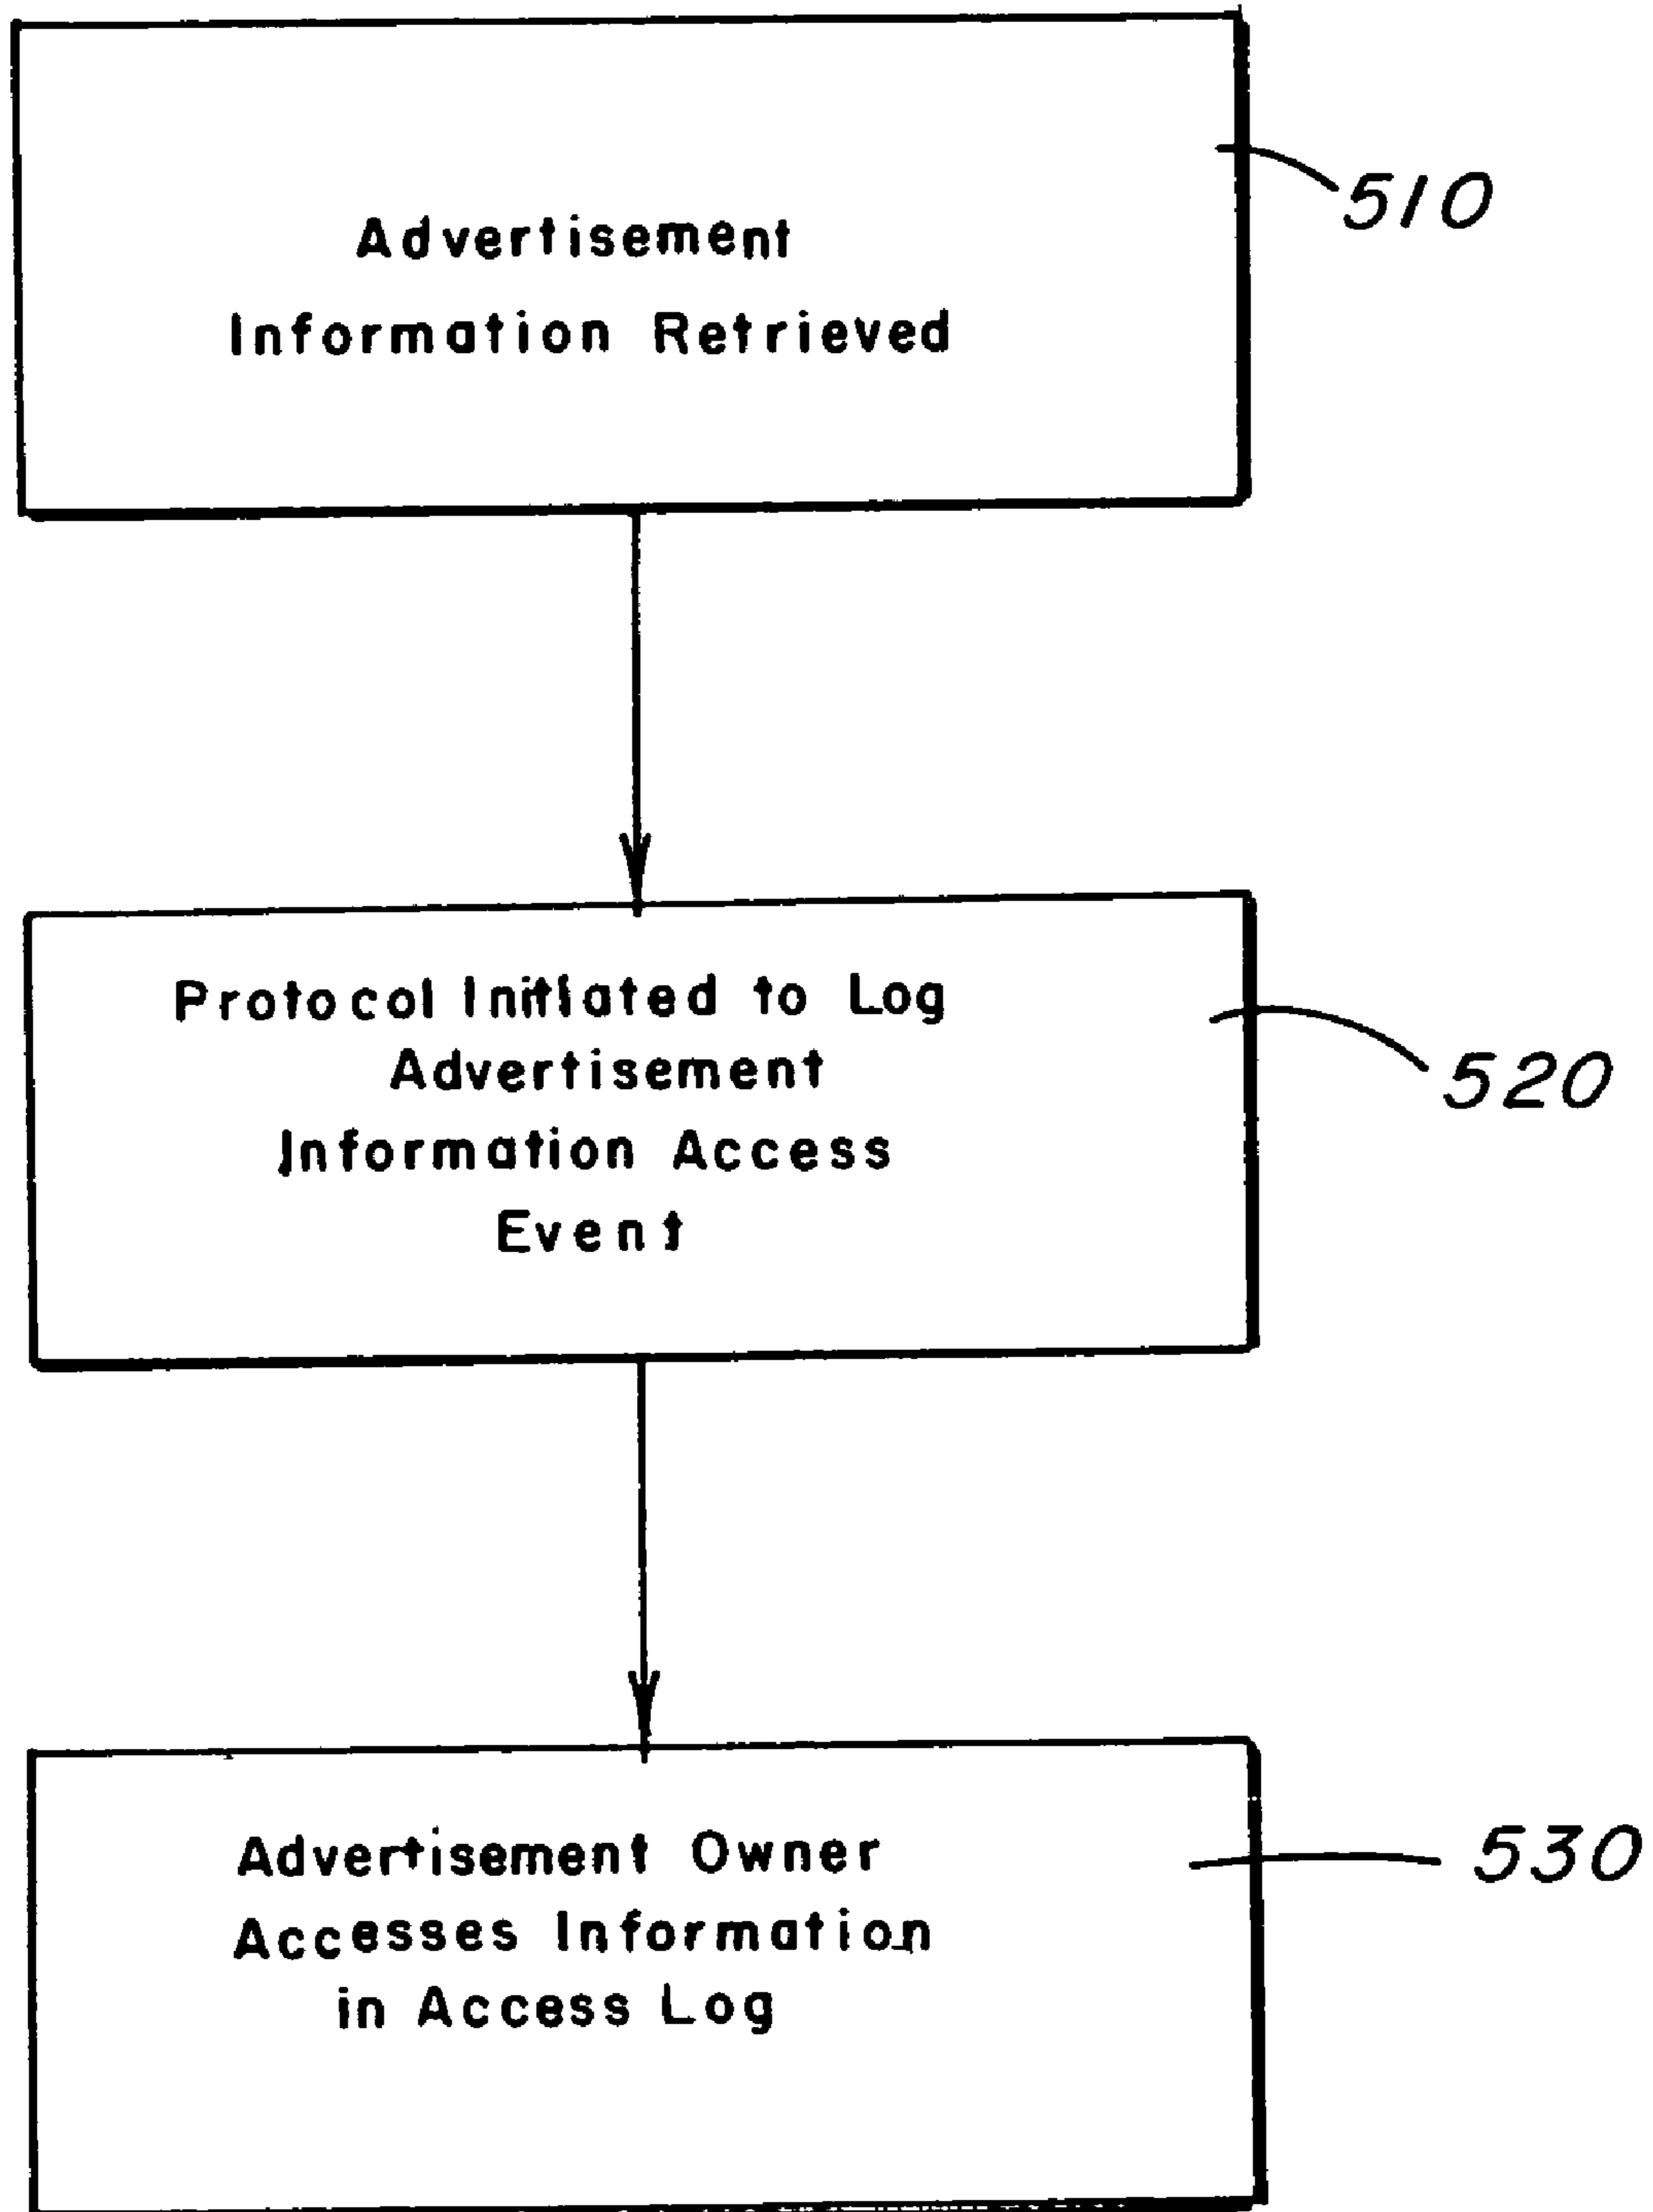 Advertisement
Information Retrieved
510
Protocol Initiated to Log
Advertisement
Information Access
Event
520
Advertisement Owner
Accesses Information
in Access Log
530